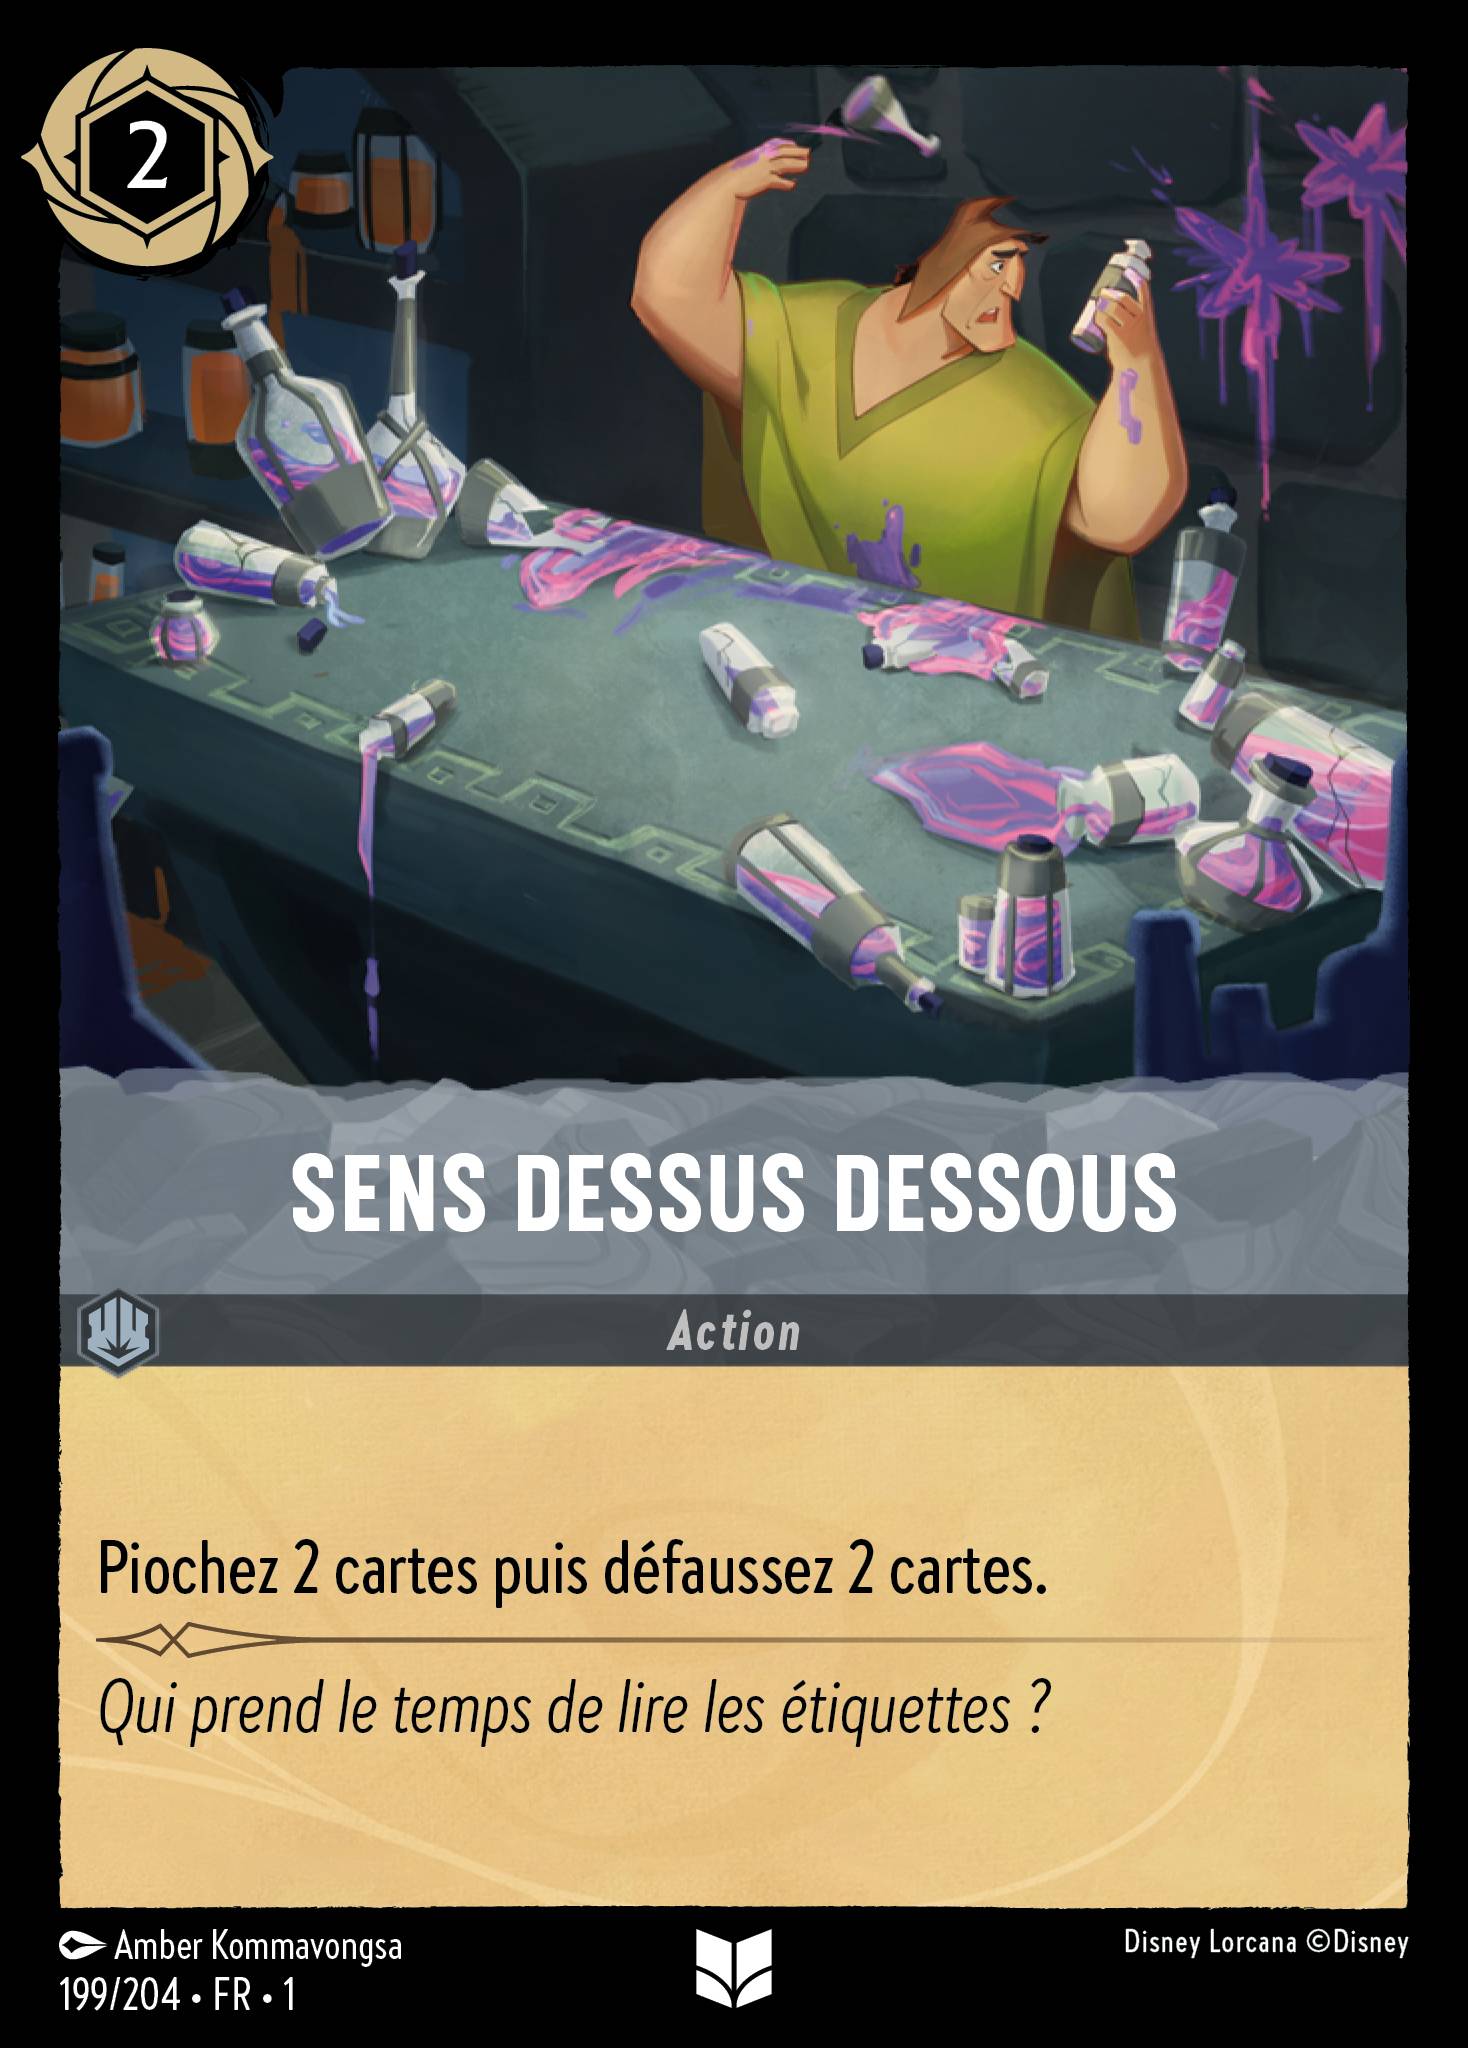 2
SENS DESSUS DESSOUS
Action
Piochez 2 cartes puis défaussez 2 cartes.
Qui prend le temps de lire les étiquettes ?
Amber Kommavongsa
Disney Lorcana ©Disney
199/204 • FR • 1